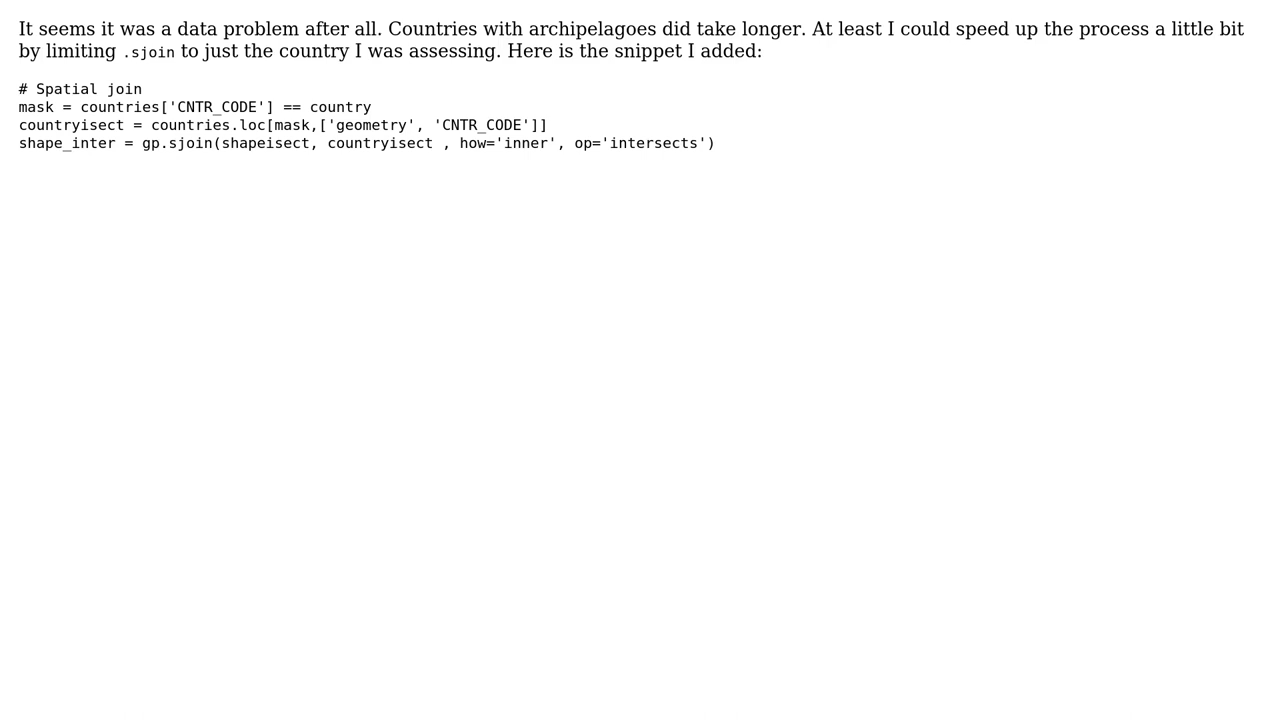 It seems it was a data problem after all. Countries with archipelagoes did take longer. At least I could speed up the process a little bit
by limiting .sjoin to just the country I was assessing. Here is the snippet I added:
# Spatial join
mask = countries['CNTR_CODE'] == country
countryisect = countries.loc[mask,['geometry', 'CNTR_CODE']]
shape_inter = gp.sjoin(shapeisect, countryisect , how='inner', op='intersects')